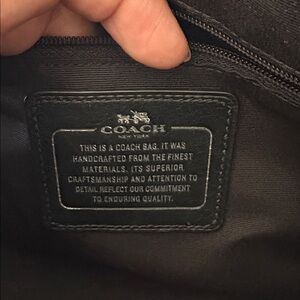 COACH
NEW YORK
THIS IS A COACH BAG. IT WAS
HANDCRAFTED FROM THE FINEST
MATERIALS. ITS SUPERIOR
CRAFTSMANSHIP AND ATTENTION TO
DETAIL REFLECT OUR COMMITMENT
TO ENDURING QUALITY.